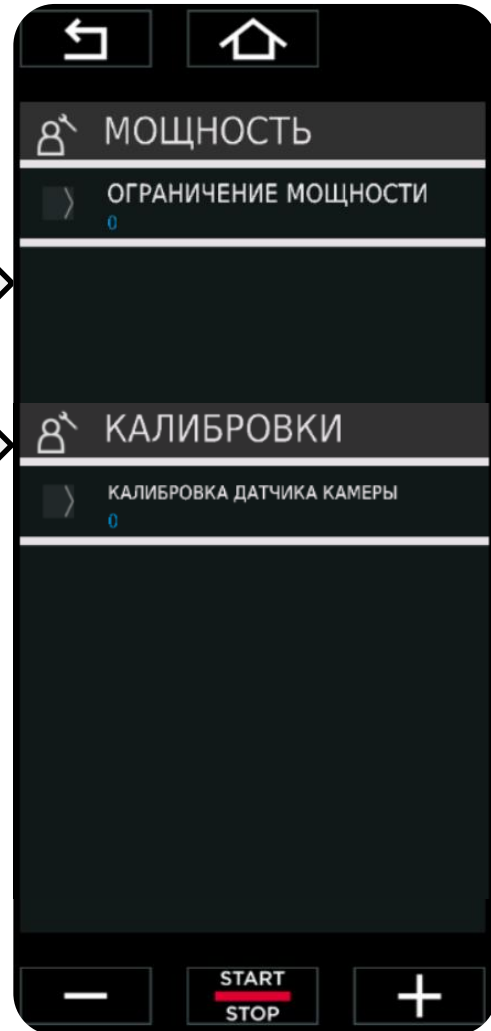 МОЩНОСТЬ
ОГРАНИЧЕНИЕ МОЩНОСТИ
0
КАЛИБРОВКИ
КАЛИБРОВКА ДАТЧИКА КАМЕРЫ
0
START
STOP